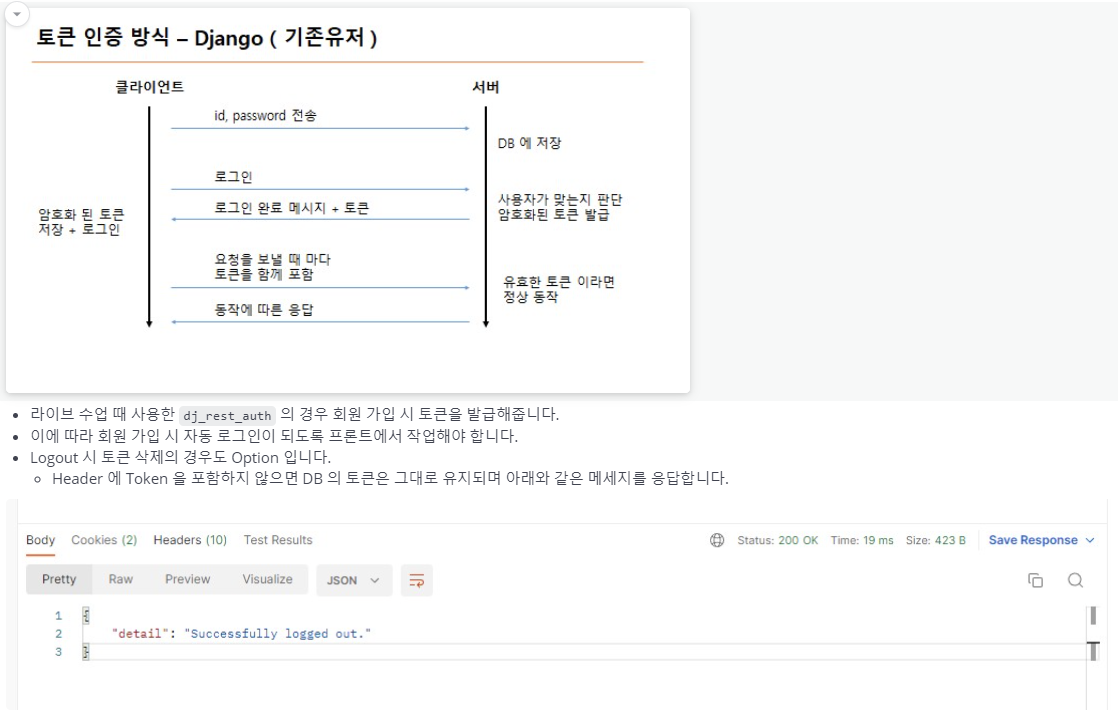 토큰 인증 방식 – Django ( 기존유저 )
클라이언트
서버
id, password 전송
DB 에 저장
로그인
사용자가 맞는지 판단
암호화된 토큰 발급
로그인 완료 메시지 + 토큰
암호화 된 토큰
저장 + 로그인
요청을 보낼 때 마다
토큰을 함께 포함
유효한 토큰 이라면
정상 동작
동작에 따른 응답
• 라이브 수업 때 사용한 dj_rest_auth 의 경우 회원 가입 시 토큰을 발급해줍니다.
• 이에 따라 회원 가입 시 자동 로그인이 되도록 프론트에서 작업해야 합니다.
• Logout 시 토큰 삭제의 경우도 Option 입니다.
◦ Header 에 Token 을 포함하지 않으면 DB 의 토큰은 그대로 유지되며 아래와 같은 메세지를 응답합니다.
Body Cookies (2) Headers (10) Test Results Status: 200 OK Time: 19 ms Size: 423 B Save Response
Pretty Raw Preview Visualize JSON
1 {
2 "detail": "Successfully logged out."
3 }